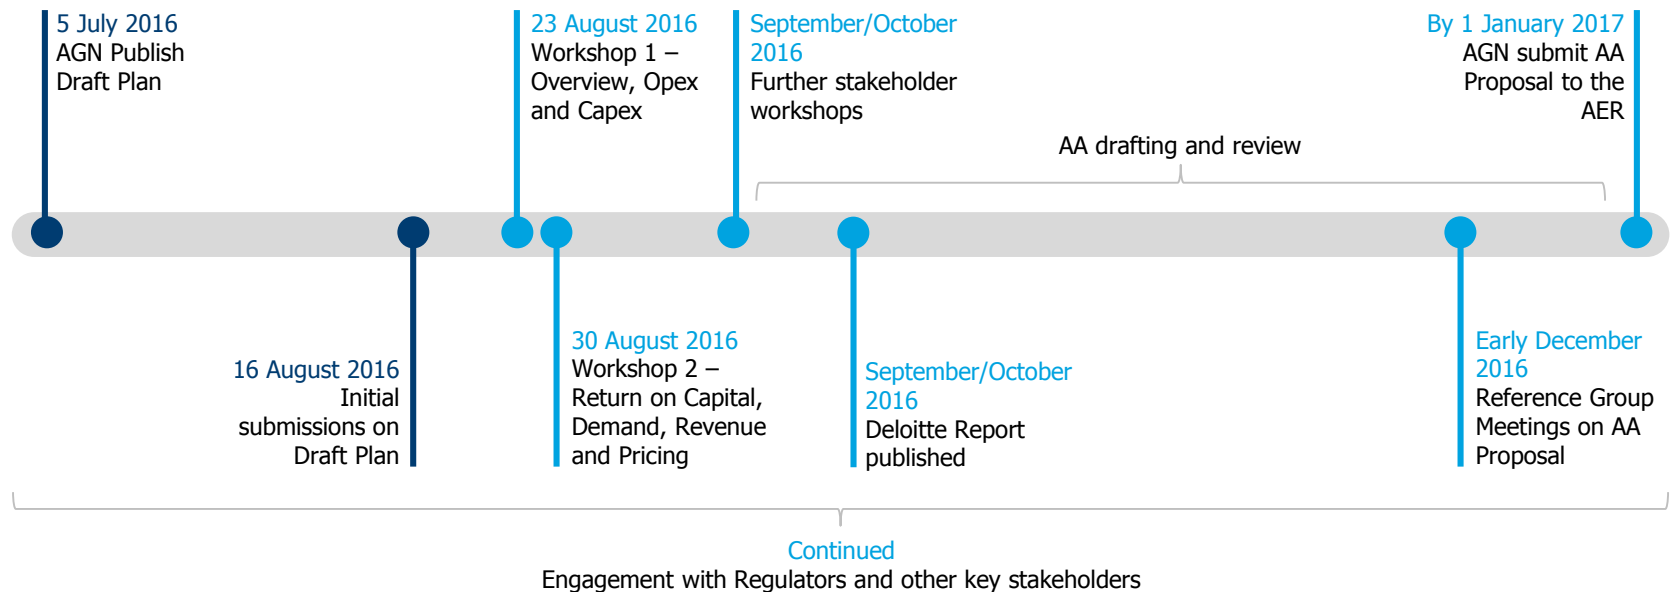 5 July 2016
AGN Publish
Draft Plan
23 August 2016
Workshop 1 –
Overview, Opex
and Capex
September/October
2016
Further stakeholder
workshops
By 1 January 2017
AGN submit AA
Proposal to the
AER
AA drafting and review
16 August 2016
Initial
submissions on
Draft Plan
30 August 2016
Workshop 2 –
Return on Capital,
Demand, Revenue
and Pricing
September/October
2016
Deloitte Report
published
Early December
2016
Reference Group
Meetings on AA
Proposal
Continued
Engagement with Regulators and other key stakeholders